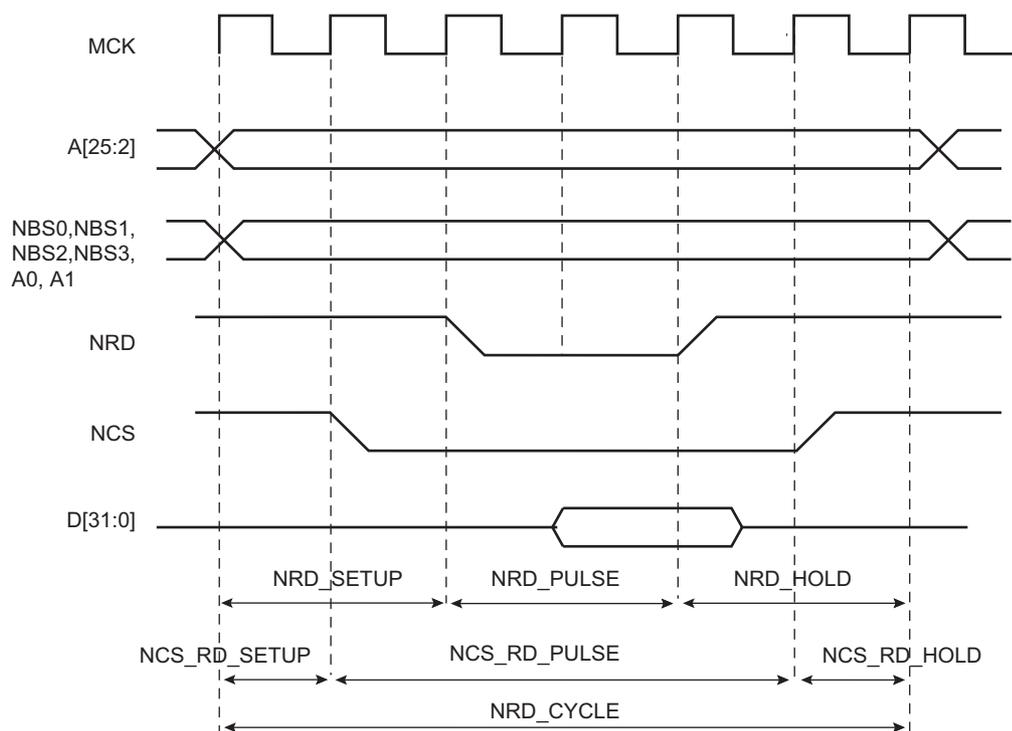 MCK
A[25:2]
NBS0,NBS1,
NBS2,NBS3,
A0, A1
NRD
NCS
D[31:0]
NRD_SETUP
NRD_PULSE
NRD_HOLD
NCS_RD_SETUP
NCS_RD_PULSE
NCS_RD_HOLD
NRD_CYCLE